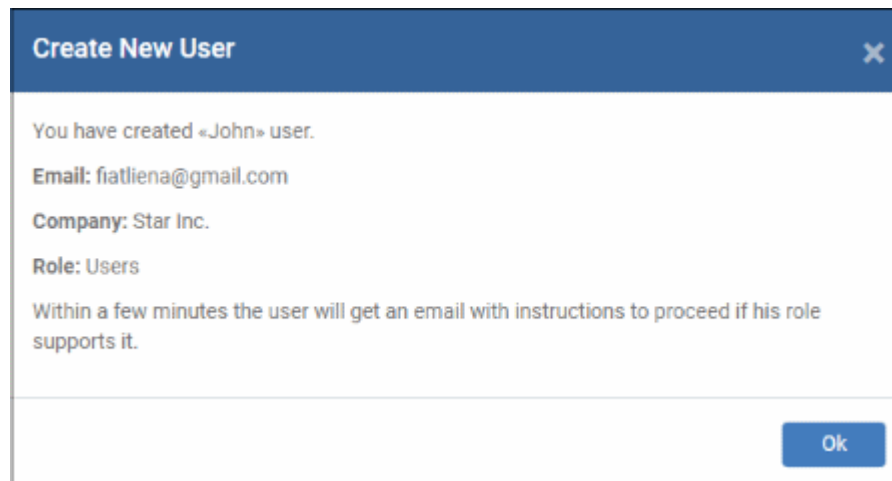 Create New User
×
You have created «John» user.
Email: fiatliena@gmail.com
Company: Star Inc.
Role: Users
Within a few minutes the user will get an email with instructions to proceed if his role
supports it.
Ok